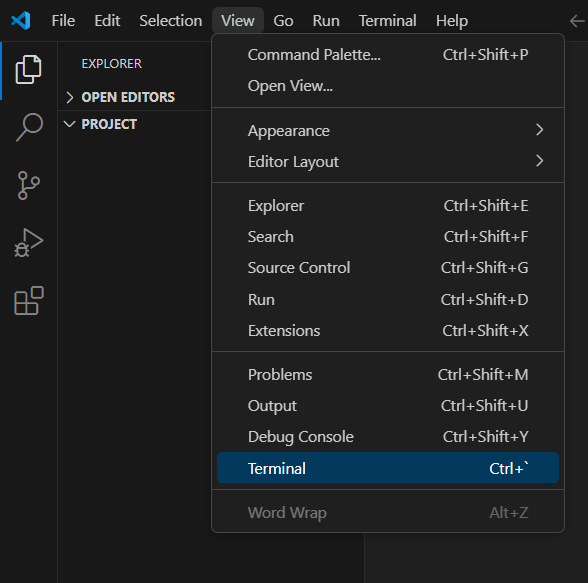 File Edit Selection View Go Run Terminal Help
EXPLORER
OPEN EDITORS
PROJECT
Command Palette... Ctrl+Shift+P
Open View...
Appearance
Editor Layout
Explorer Ctrl+Shift+E
Search Ctrl+Shift+F
Source Control Ctrl+Shift+G
Run Ctrl+Shift+D
Extensions Ctrl+Shift+X
Problems Ctrl+Shift+M
Output Ctrl+Shift+U
Debug Console Ctrl+Shift+Y
Terminal Ctrl+`
Word Wrap Alt+Z